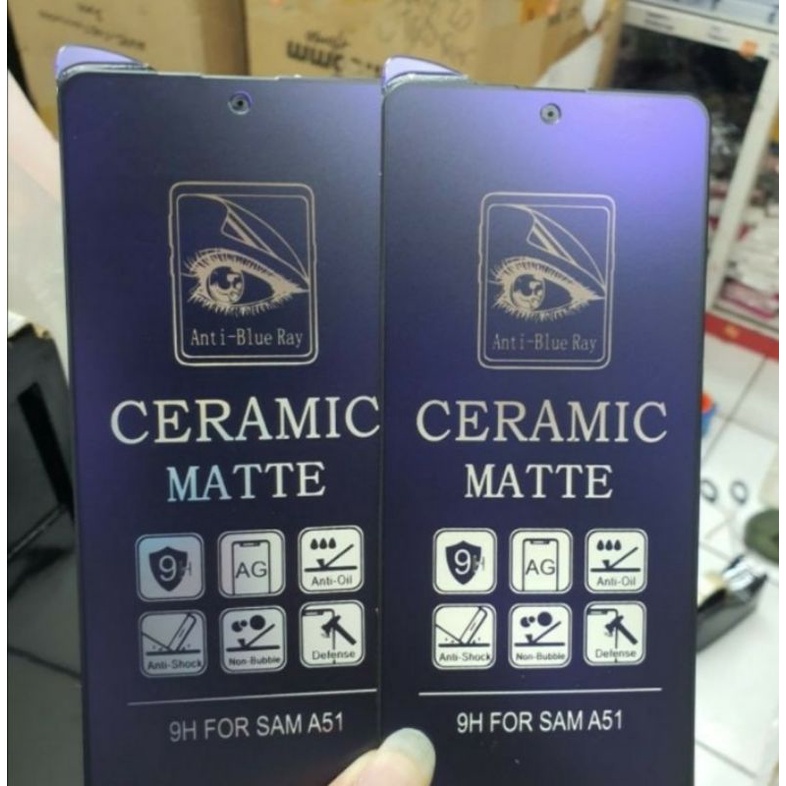 Anti-Blue Ray
CERAMIC
MATTE
9H
AG
Anti-Oil
Anti-Shock
Non-Bubble
Defense
9H FOR SAM A51
Anti-Blue Ray
CERAMIC
MATTE
9H
AG
Anti-Oil
Anti-Shock
Non-Bubble
Defense
9H FOR SAM A51